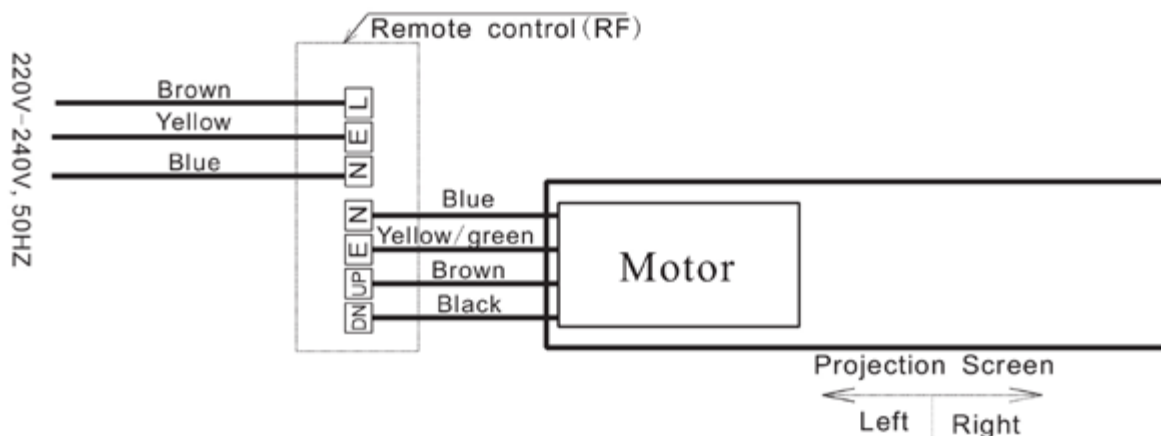 Remote control(RF)
220V-240V, 50HZ
Brown
L
Yellow
E
Blue
N
N
Blue
E
Yellow/green
UP
Brown
DN
Black
Motor
Projection Screen
Left
Right